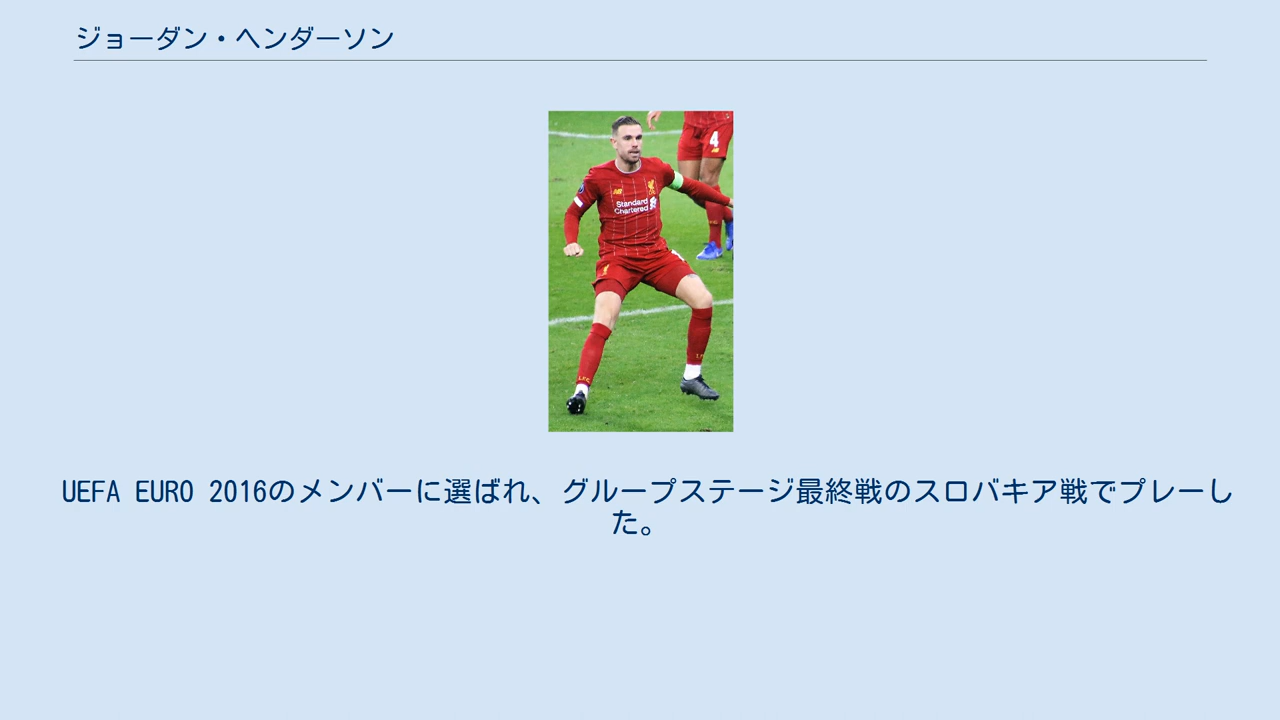 ジョーダン・ヘンダーソン
4
Standard
Chartered
UEFA EURO 2016のメンバーに選ばれ、グループステージ最終戦のスロバキア戦でプレーし
た。